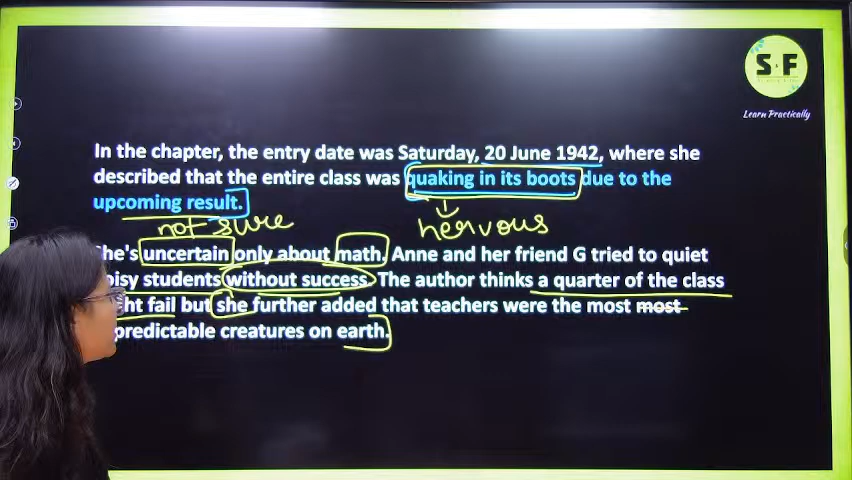 S F
Learn Practically
In the chapter, the entry date was Saturday, 20 June 1942, where she
described that the entire class was quaking in its boots due to the
upcoming result.
not sure nervous
She's uncertain only about math. Anne and her friend G tried to quiet
noisy students without success. The author thinks a quarter of the class
fail but she further added that teachers were the most most
predictable creatures on earth.